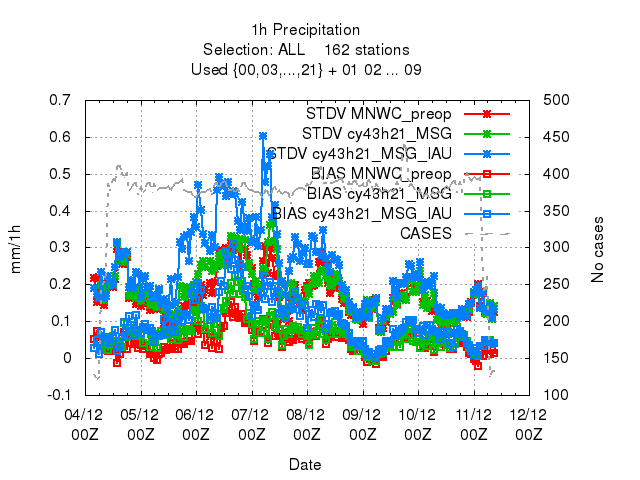 1h Precipitation
Selection: ALL    162 stations
Used {00,03,...,21} + 01 02 ... 09
0.7
0.6
0.5
0.4
0.3
0.2
0.1
0
-0.1
mm/1h
500
450
400
350
300
250
200
150
100
No cases
STDV MNWC_preop
STDV cy43h21_MSG
STDV cy43h21_MSG_IAU
BIAS MNWC_preop
BIAS cy43h21_MSG
BIAS cy43h21_MSG_IAU
CASES
04/12 05/12 06/12 07/12 08/12 09/12 10/12 11/12 12/12
00Z 00Z 00Z 00Z 00Z 00Z 00Z 00Z 00Z
Date